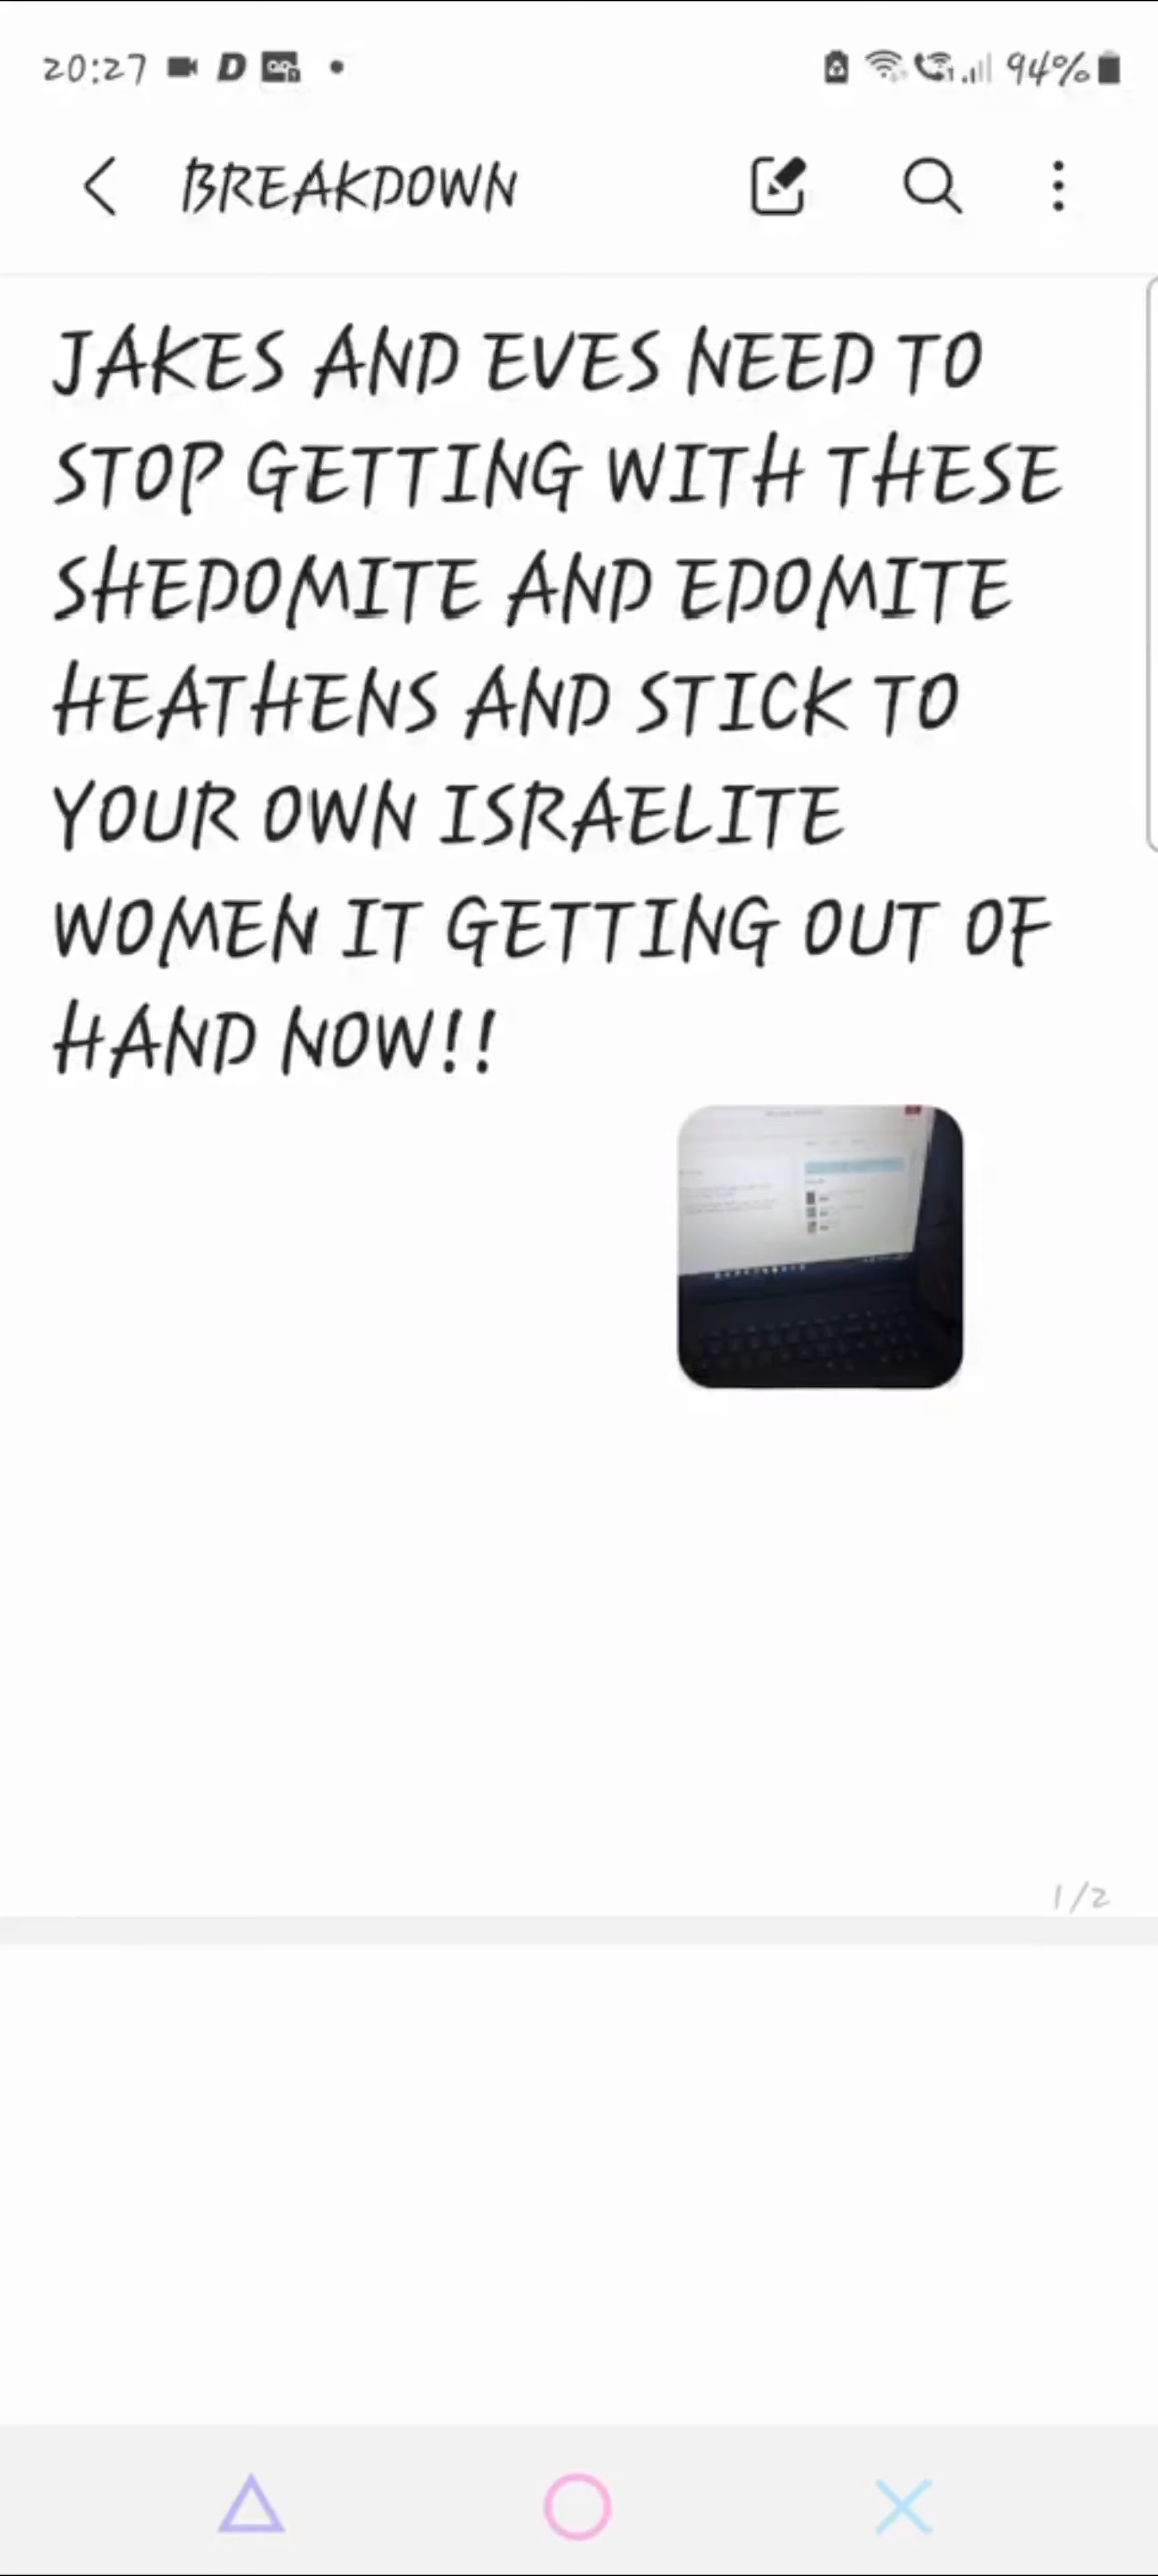 20:27 D 94%
BREAKDOWN
JAKES AND EVES NEED TO
STOP GETTING WITH THESE
SHEDOMITE AND EDOMITE
HEATHENS AND STICK TO
YOUR OWN ISRAELITE
WOMEN IT GETTING OUT OF
HAND NOW!!
1/2